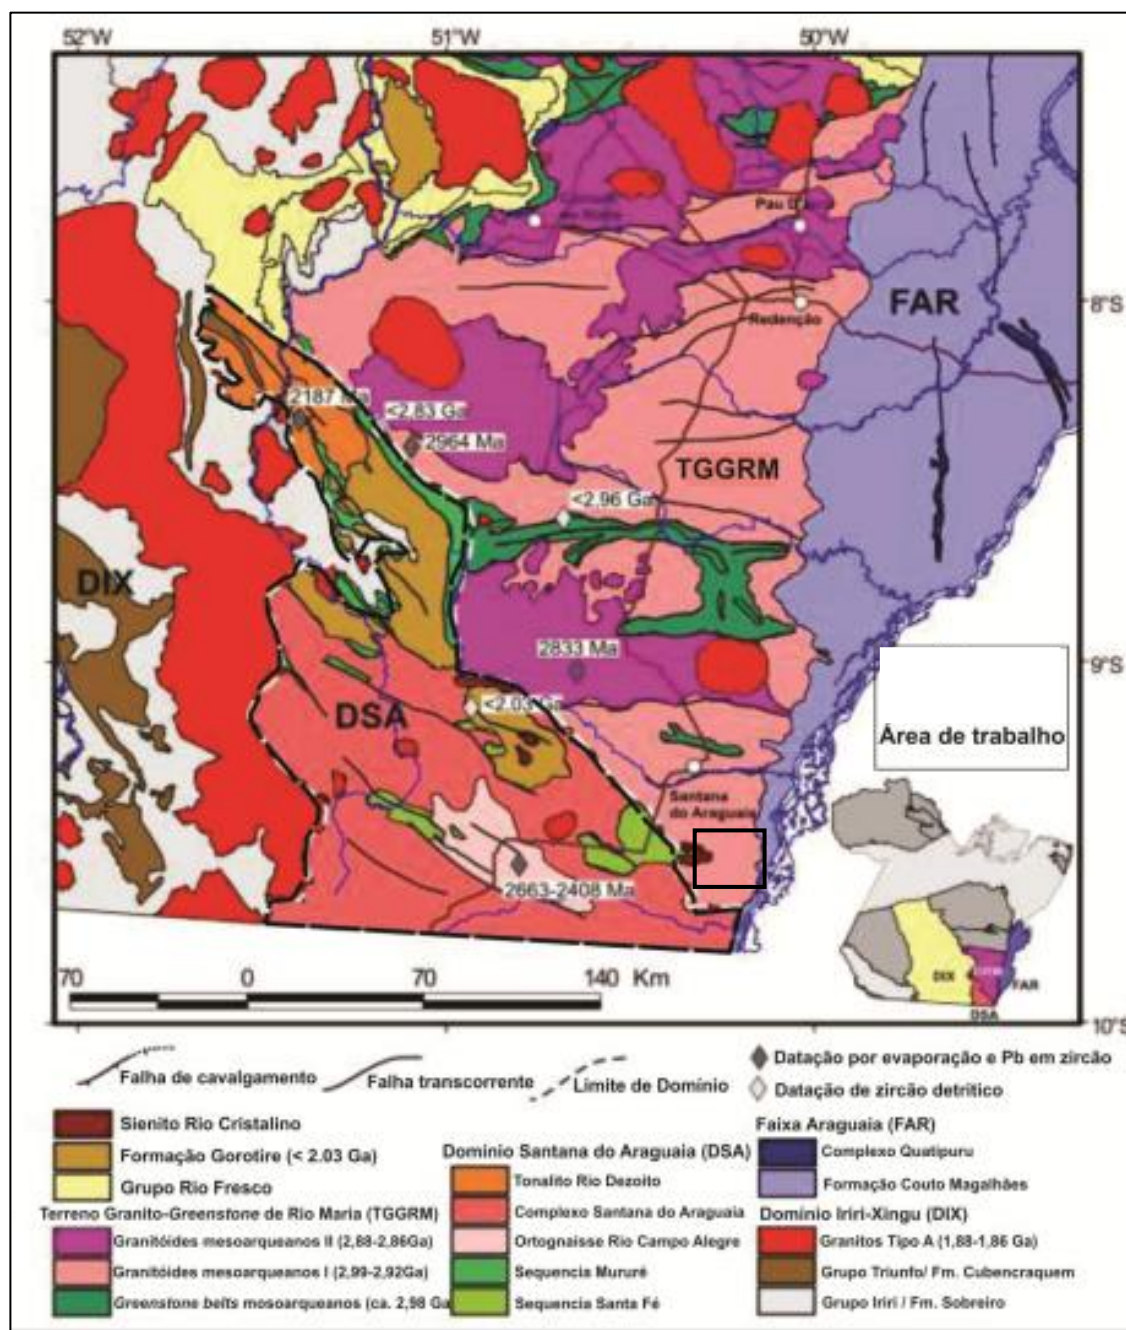 52°W 51°W 50°W
Pau D'
FAR
8°S
Redenção
2187 Ma
<2,83 Ga
2964 Ma
TGGRM
<2,96 Ga
DIX
2833 Ma
9°S
<2.03 Ga
DSA
Área de trabalho
Santana
do Araguaia
2663-2408 Ma
DIX
FAR
DSA
70 0 70 140 Km
10°S
Falha de cavalgamento
Falha transcorrente
Limite de Domínio
Datação por evaporação e Pb em zircão
Datação de zircão detrítico
Sienito Rio Cristalino
Formação Gorotire (< 2.03 Ga)
Grupo Rio Fresco
Terreno Granito-Greenstone de Rio Maria (TGGRM)
Granitóides mesoarqueanos II (2,88-2,86Ga)
Granitóides mesoarqueanos I (2,99-2,92Ga)
Greenstone belts mosoarqueanos (ca. 2,98 Ga
Domínio Santana do Araguaia (DSA)
Tonalito Rio Dezoito
Complexo Santana do Araguaia
Ortognaisse Rio Campo Alegre
Sequencia Mururé
Sequencia Santa Fé
Faixa Araguaia (FAR)
Complexo Quatipuru
Formação Couto Magalhães
Domínio Iriri-Xingu (DIX)
Granitos Tipo A (1,88-1,86 Ga)
Grupo Triunfo/ Fm. Cubencraquem
Grupo Iriri / Fm. Sobreiro